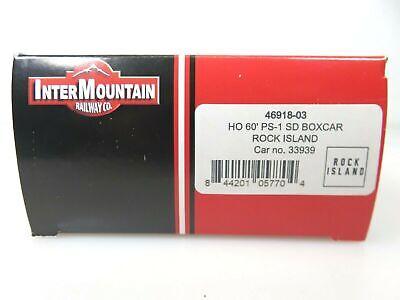 INTERMOUNTAIN
RAILWAY CO.
46918-03
HO 60' PS-1 SD BOXCAR
ROCK ISLAND
Car no. 33939
8 44201 05770 4
ROCK
ISLAND